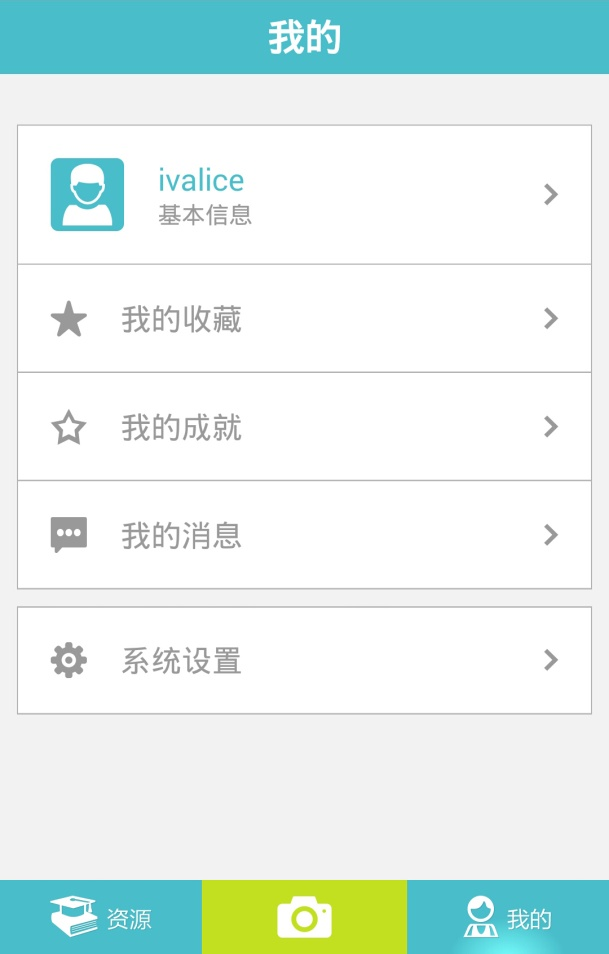 我的
ivalice
基本信息
我的收藏
我的成就
我的消息
系统设置
资源
我的